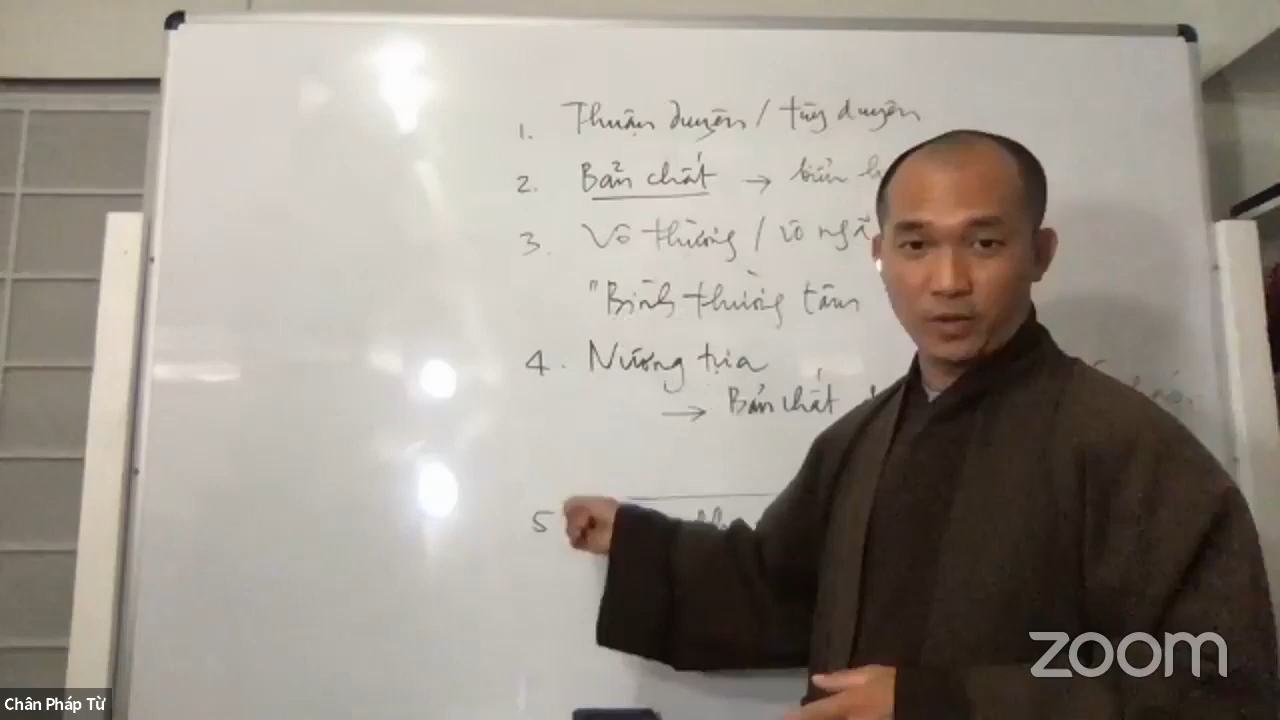 1. Thuận duyên / tùy duyên
2. Bản chất →
3. Vô thường / vô ngã
"Bình thường tâm
4. Nương tựa
→ Bản chất
5
zoom
Chân Pháp Từ